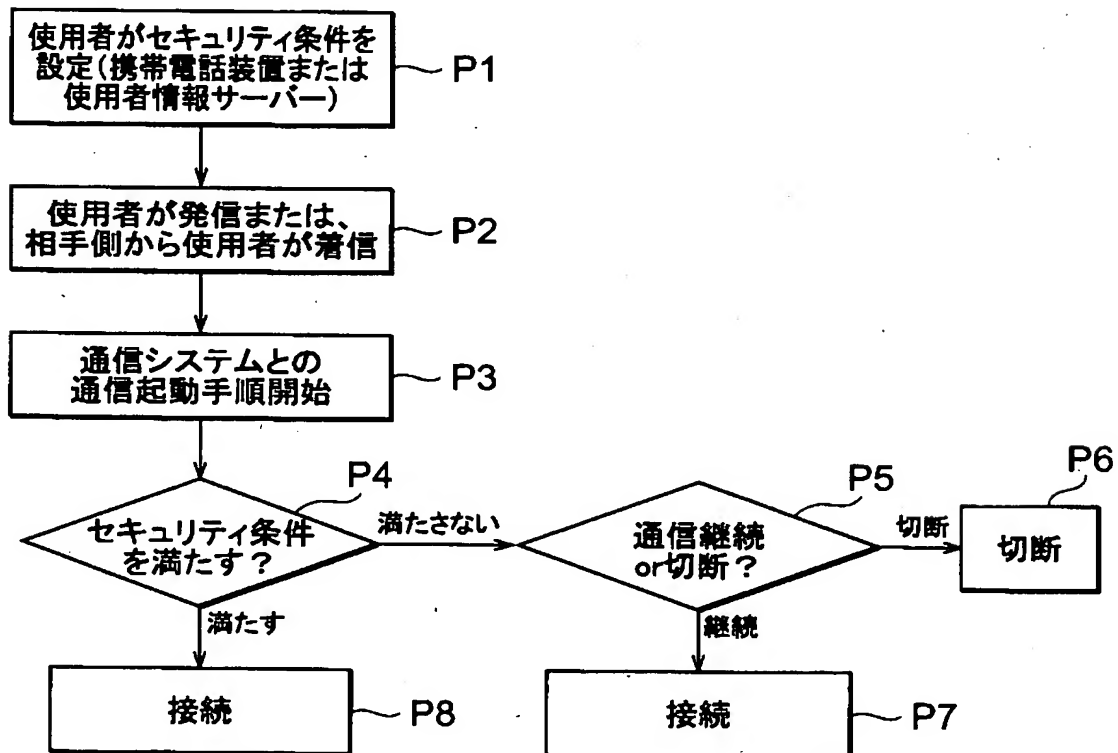 使用者がセキュリティ条件を
設定(携帯電話装置または
使用者情報サーバー)
P1
使用者が発信または、
相手側から使用者が着信
P2
通信システムとの
通信起動手順開始
P3
P4
セキュリティ条件
を満たす?
満たさない
P5
通信継続
or切断?
切断
P6
切断
満たす
継続
接続
P8
接続
P7